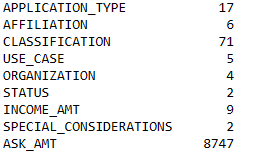 APPLICATION_TYPE 17
AFFILIATION 6
CLASSIFICATION 71
USE_CASE 5
ORGANIZATION 4
STATUS 2
INCOME_AMT 9
SPECIAL_CONSIDERATIONS 2
ASK_AMT 8747